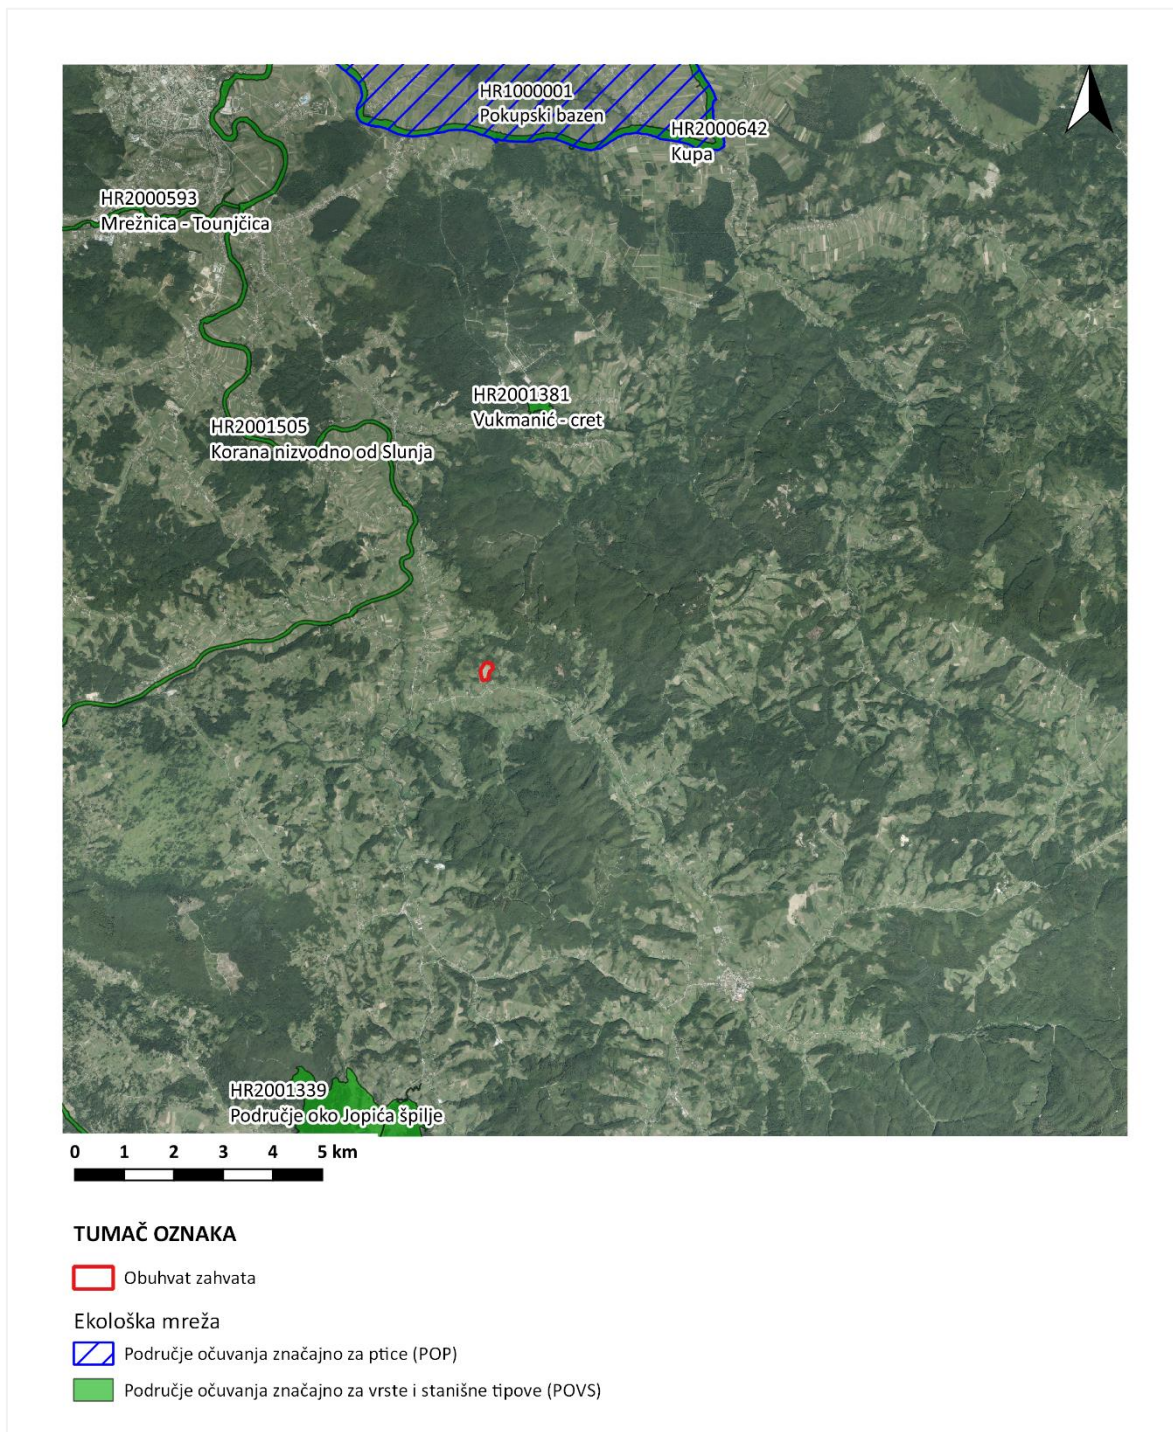 HR1000001
Pokupski bazen
HR2000642
Kupa
HR2000593
Mrežnica - Tounjčica
HR2001381
Vukmanić - cret
HR2001505
Korana nizvodno od Slunja
HR2001339
Područje oko Jopića špilje
0 1 2 3 4 5 km
TUMAČ OZNAKA
Obuhvat zahvata
Ekološka mreža
Područje očuvanja značajno za ptice (POP)
Područje očuvanja značajno za vrste i stanišne tipove (POVS)